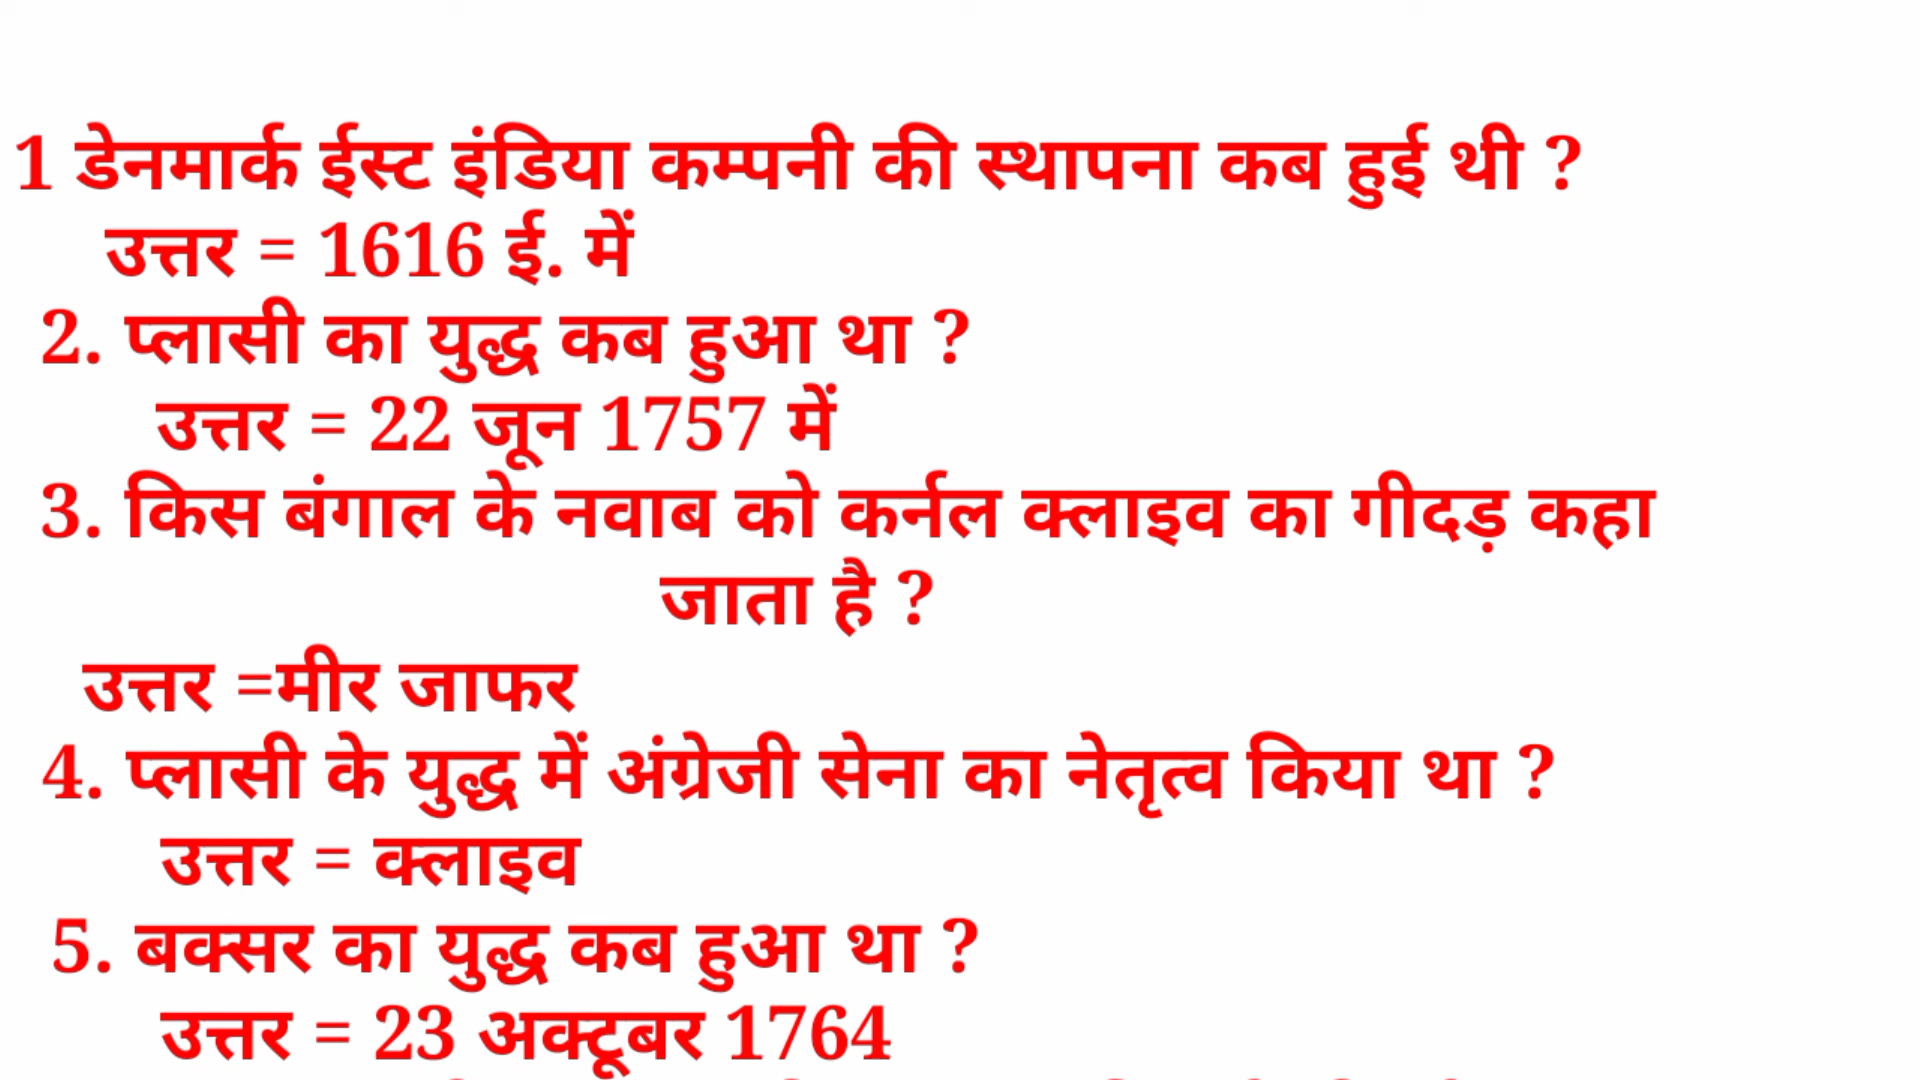 1 डेनमार्क ईस्ट इंडिया कम्पनी की स्थापना कब हुई थी ?
उत्तर = 1616 ई. में
2. प्लासी का युद्ध कब हुआ था ?
उत्तर = 22 जून 1757 में
3. किस बंगाल के नवाब को कर्नल क्लाइव का गीदड़ कहा
जाता है ?
उत्तर =मीर जाफर
4. प्लासी के युद्ध में अंग्रेजी सेना का नेतृत्व किया था ?
उत्तर = क्लाइव
5. बक्सर का युद्ध कब हुआ था ?
उत्तर = 23 अक्टूबर 1764